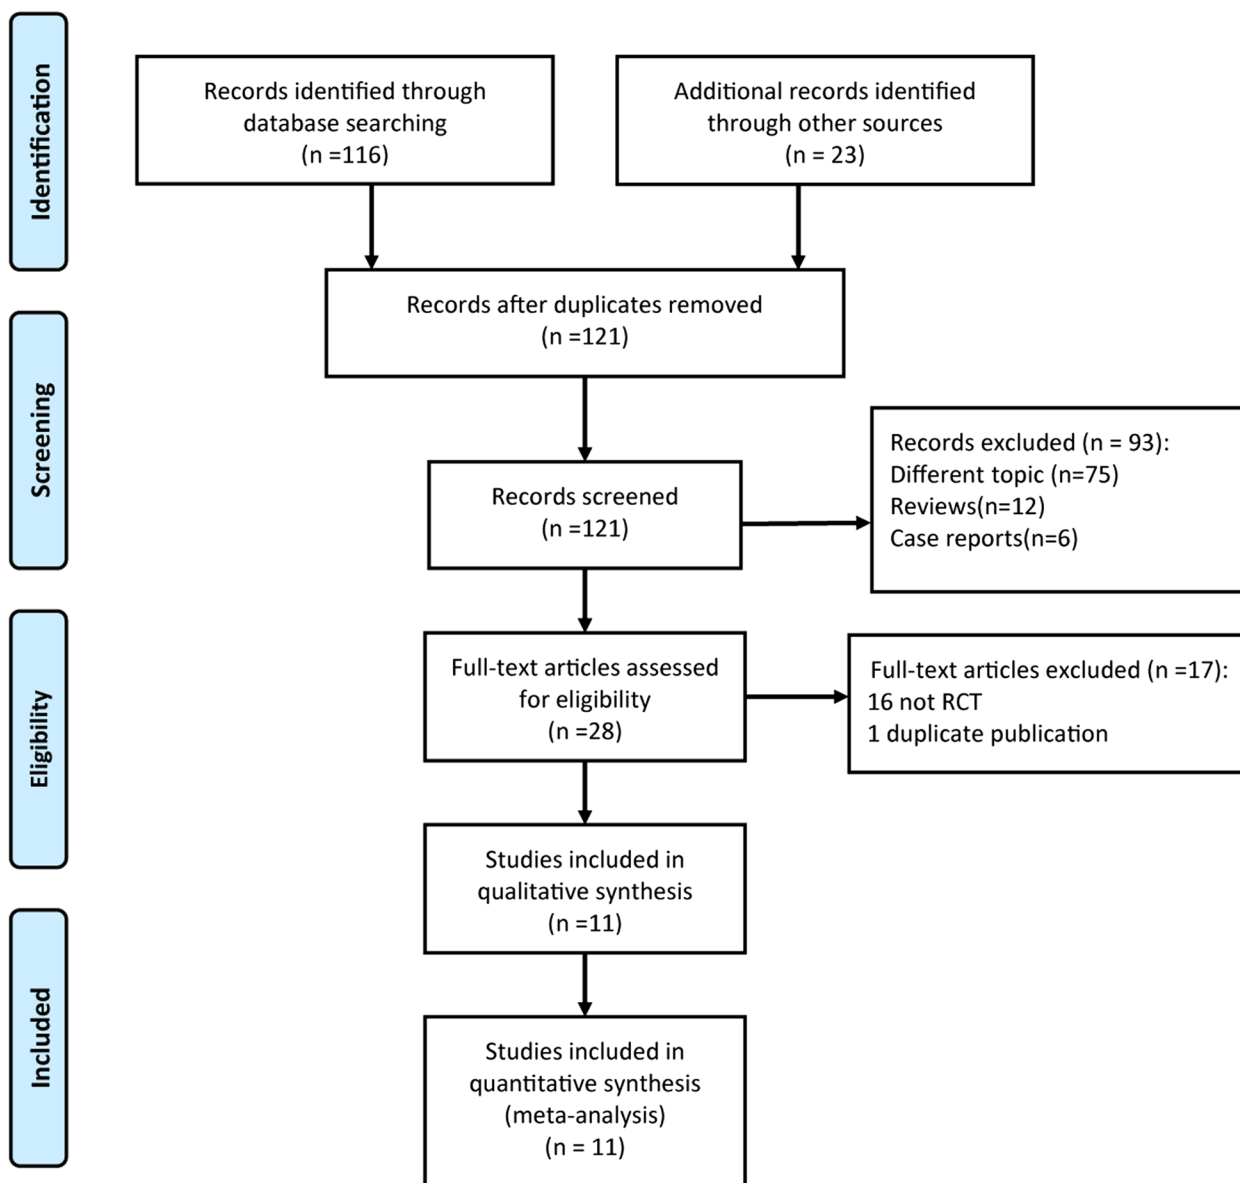 Identification
Records identified through
database searching
(n =116)
Additional records identified
through other sources
(n = 23)
Records after duplicates removed
(n =121)
Screening
Records screened
(n =121)
Records excluded (n = 93):
Different topic (n=75)
Reviews(n=12)
Case reports(n=6)
Eligibility
Full-text articles assessed
for eligibility
(n =28)
Full-text articles excluded (n =17):
16 not RCT
1 duplicate publication
Studies included in
qualitative synthesis
(n =11)
Included
Studies included in
quantitative synthesis
(meta-analysis)
(n = 11)